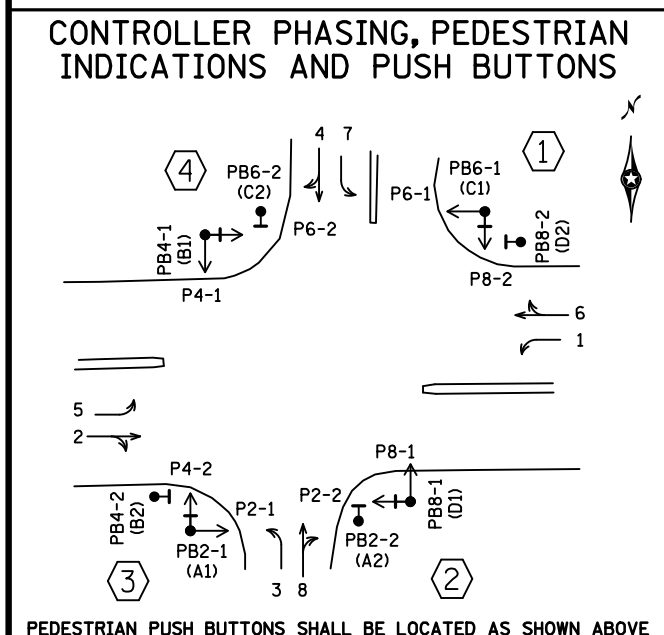 CONTROLLER PHASING, PEDESTRIAN
INDICATIONS AND PUSH BUTTONS
N
4 7
1
4
PB6-2
(C2)
P6-1
PB6-1
(C1)
PB4-1
(B1)
P6-2
PB8-2
(D2)
P4-1
P8-2
6
1
5
2
P8-1
P4-2
P2-1
P2-2
PB4-2
(B2)
PB8-1
(D1)
PB2-1
(A1)
PB2-2
(A2)
3
3 8
2
PEDESTRIAN PUSH BUTTONS SHALL BE LOCATED AS SHOWN ABOVE